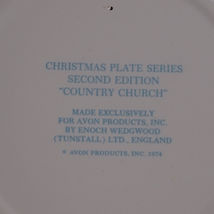 CHRISTMAS PLATE SERIES
SECOND EDITION
"COUNTRY CHURCH"
MADE EXCLUSIVELY
FOR AVON PRODUCTS, INC.
BY ENOCH WEDGWOOD
(TUNSTALL) LTD., ENGLAND
© AVON PRODUCTS, INC. 1974